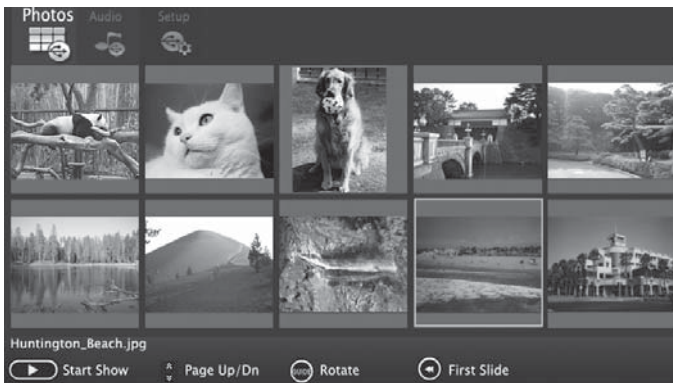 Photos Audio Setup
Huntington_Beach.jpg
Start Show Page Up/Dn GUIDE Rotate First Slide